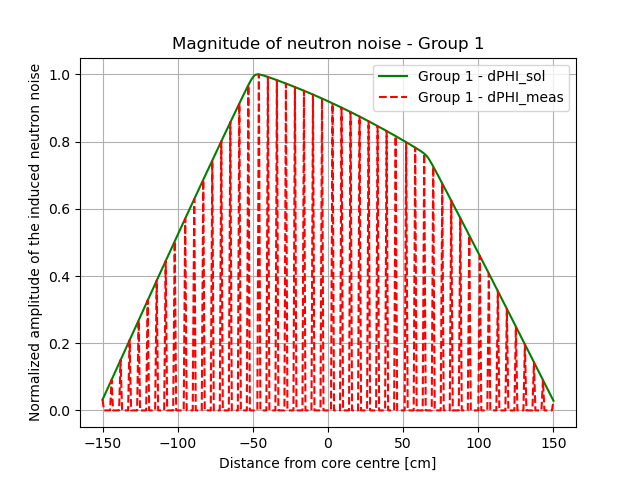 Magnitude of neutron noise - Group 1
Normalized amplitude of the induced neutron noise
1.0
0.8
0.6
0.4
0.2
0.0
Group 1 - dPHI_sol
Group 1 - dPHI_meas
−150 −100 −50 0 50 100 150
Distance from core centre [cm]